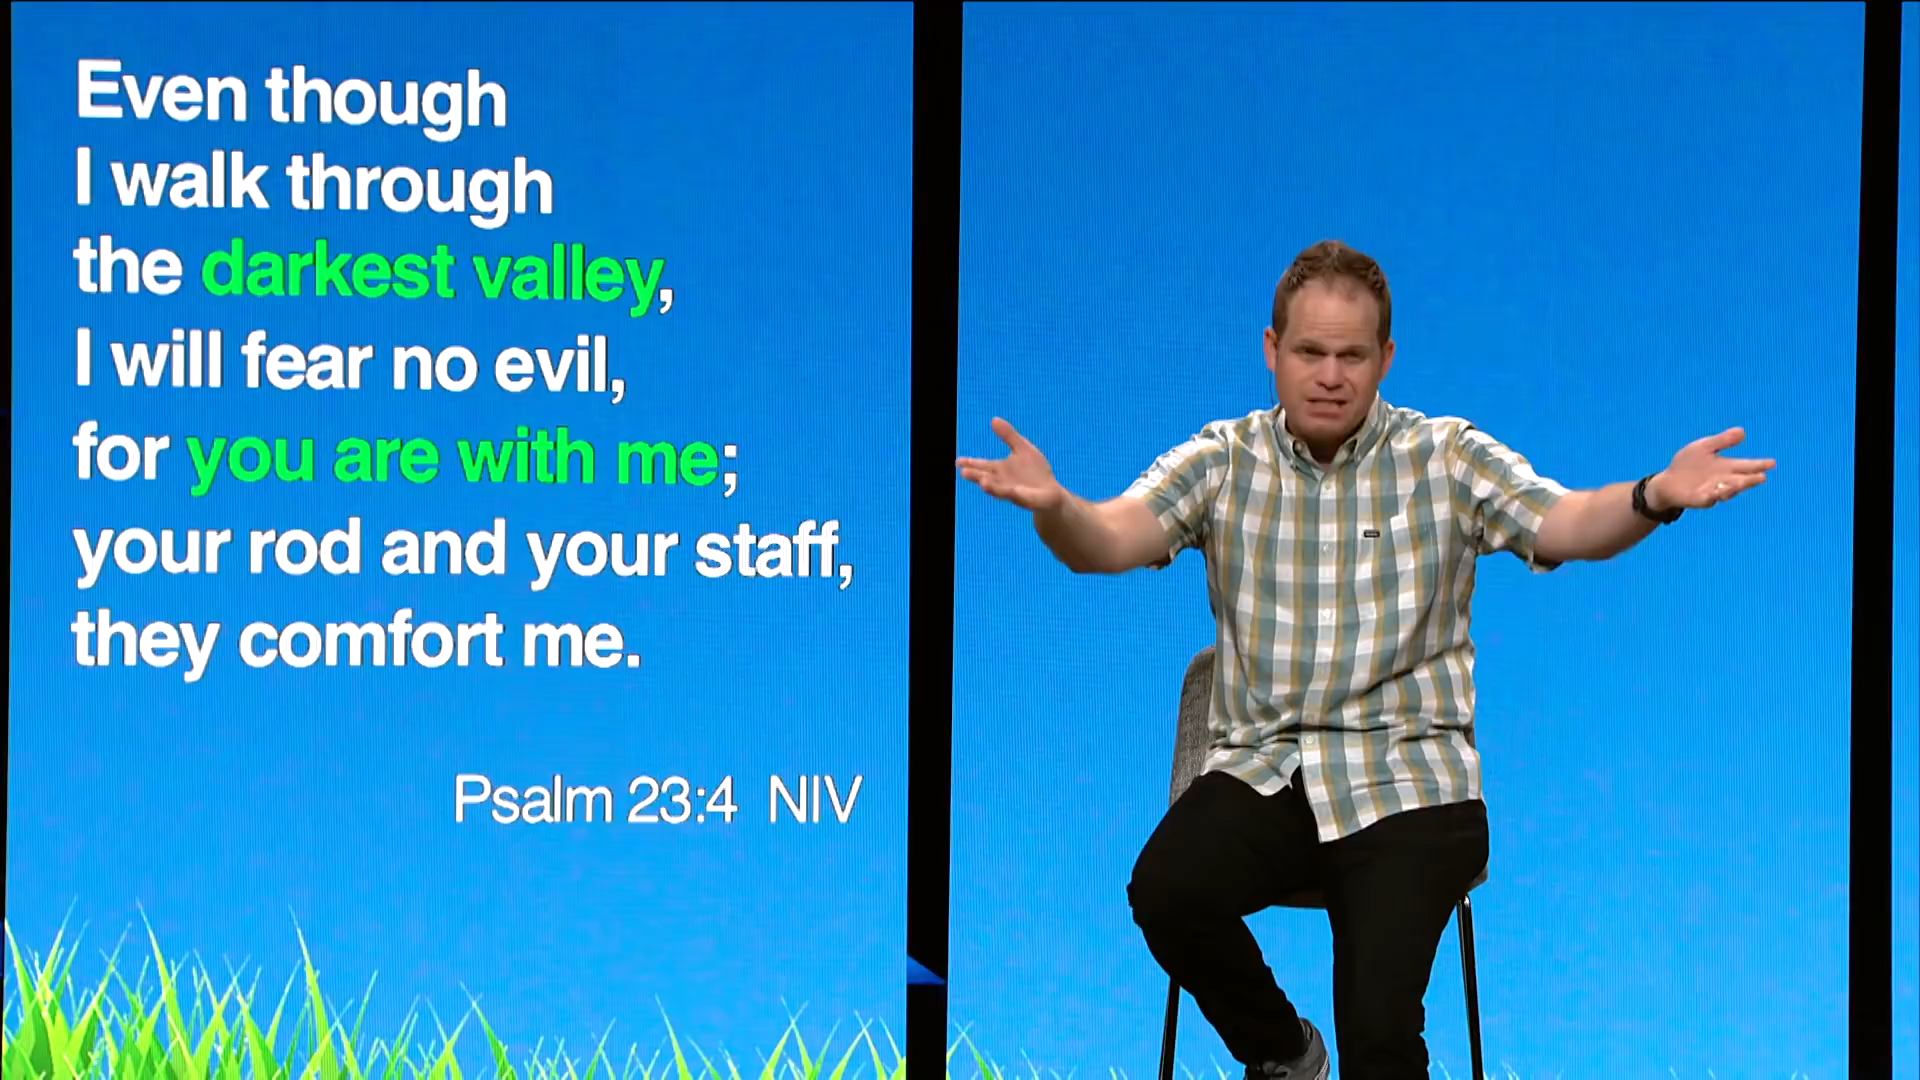 Even though
I walk through
the darkest valley,
I will fear no evil,
for you are with me;
your rod and your staff,
they comfort me.
Psalm 23:4 NIV